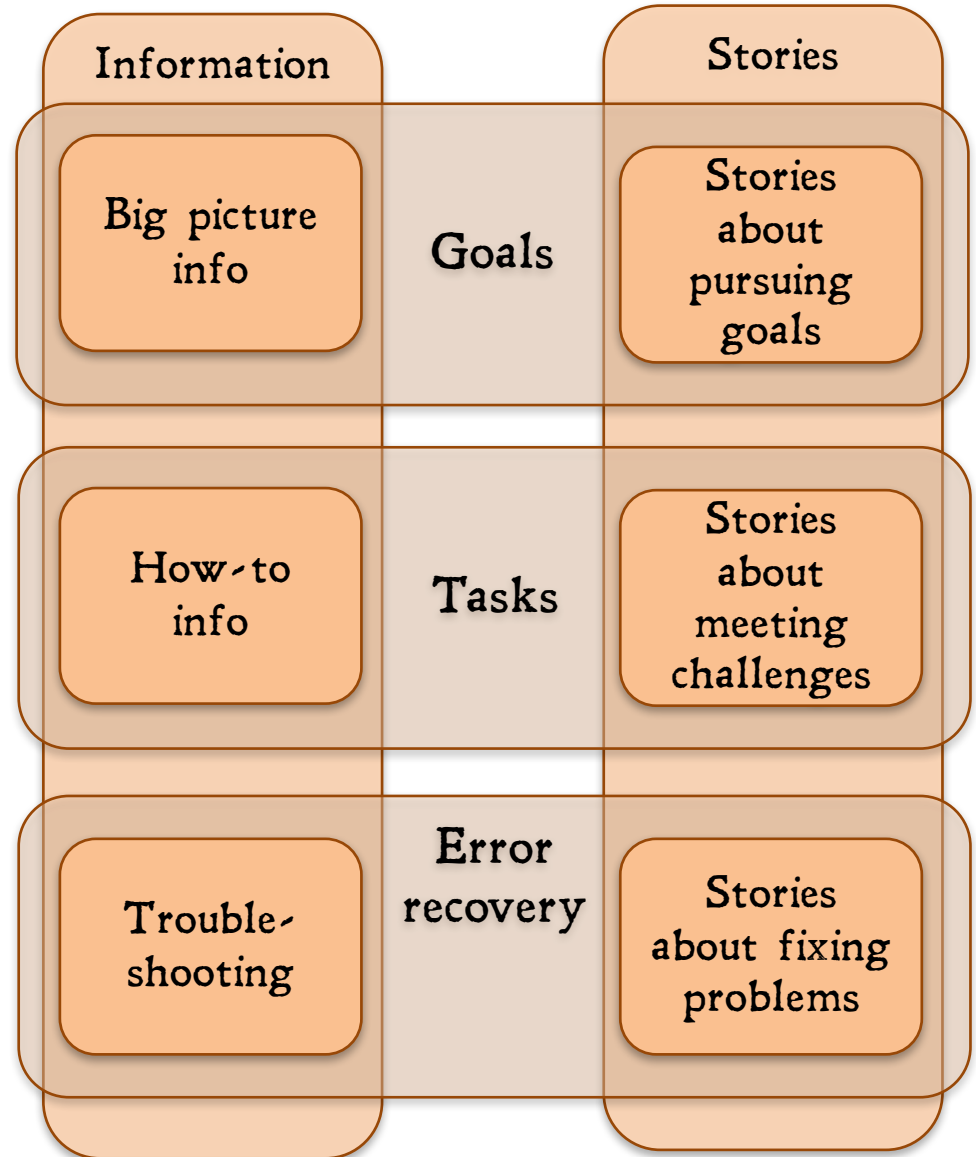 Information
Stories
Big picture
info
Goals
Stories
about
pursuing
goals
How-to
info
Tasks
Stories
about
meeting
challenges
Trouble-
shooting
Error
recovery
Stories
about fixing
problems